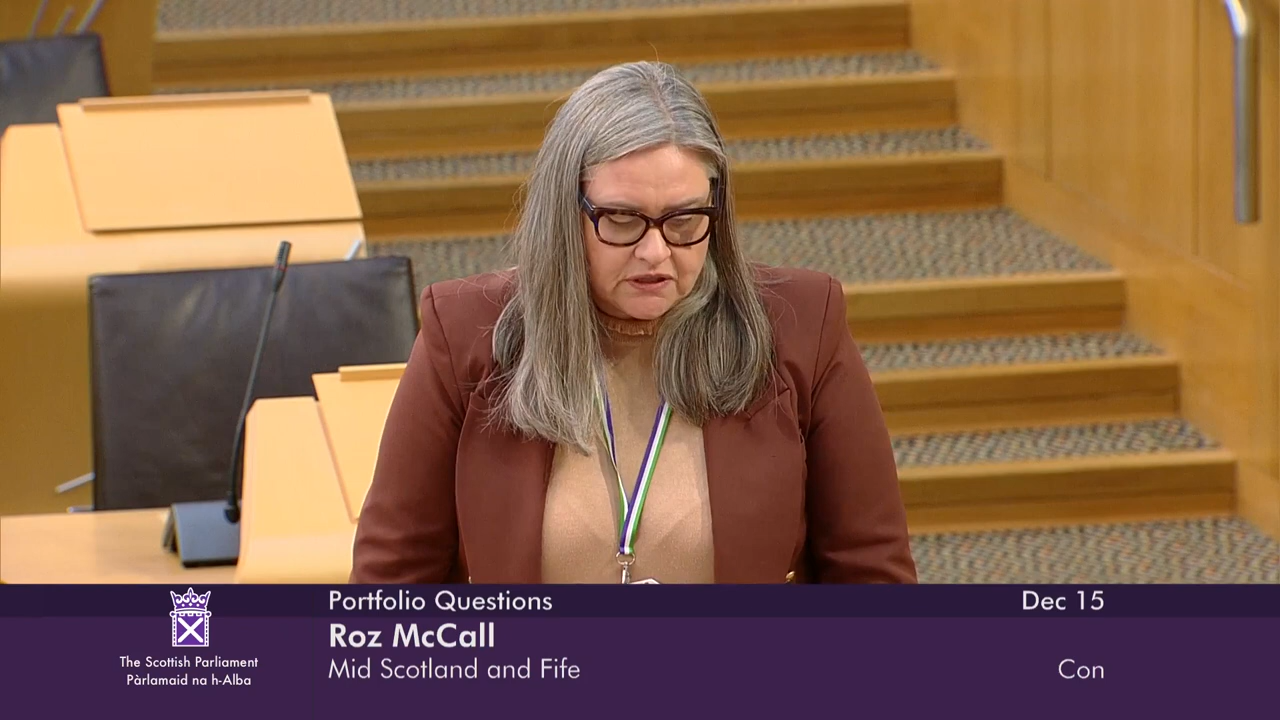 Portfolio Questions
Dec 15
Roz McCall
Mid Scotland and Fife
Con
The Scottish Parliament
Pàrlamaid na h-Alba